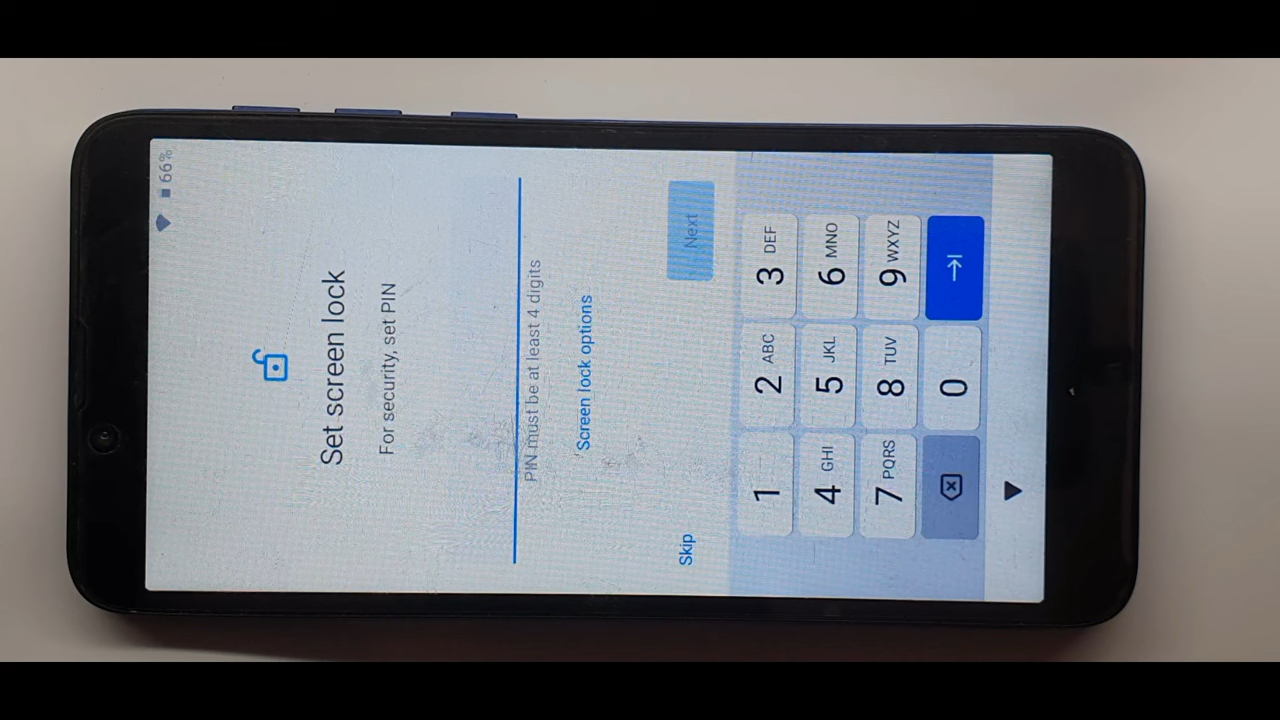 66%
Set screen lock
For security, set PIN
PIN must be at least 4 digits
Screen lock options
Skip
Next
1
2 ABC
3 DEF
4 GHI
5 JKL
6 MNO
7 PQRS
8 TUV
9 WXYZ
0